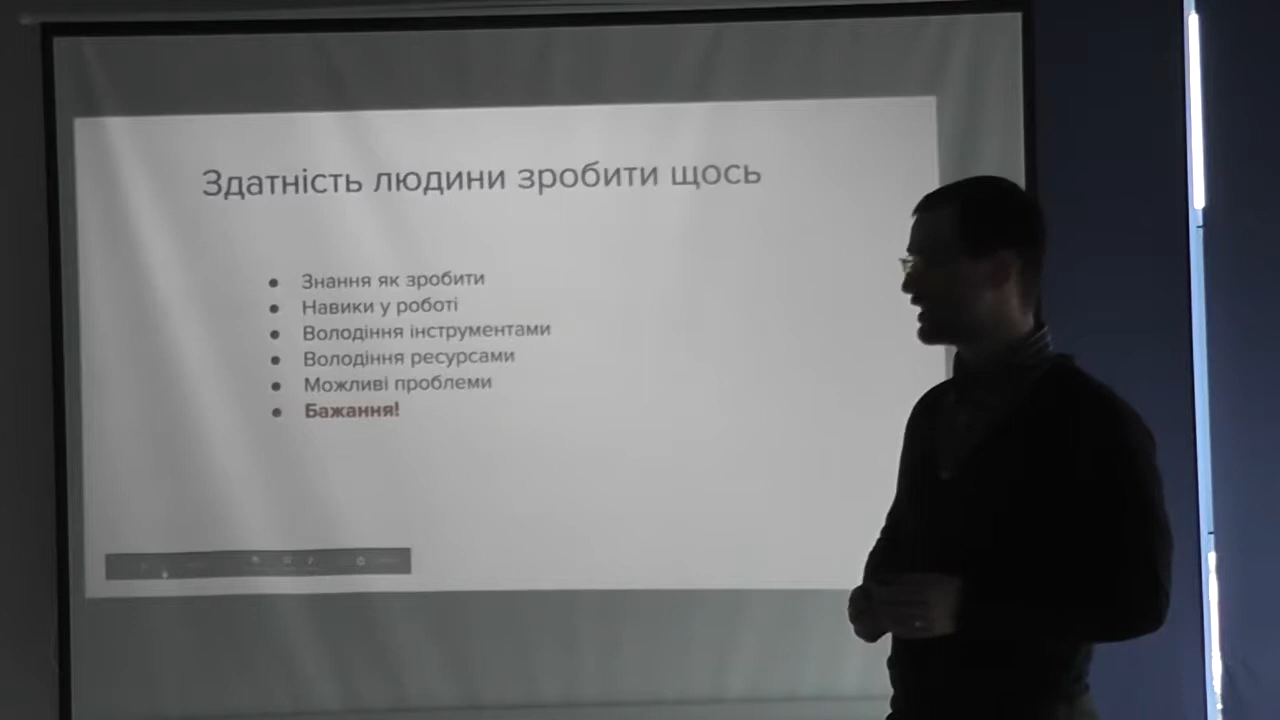 Здатність людини зробити щось
● Знання як зробити
● Навики у роботі
● Володіння інструментами
● Володіння ресурсами
● Можливі проблеми
● Бажання!